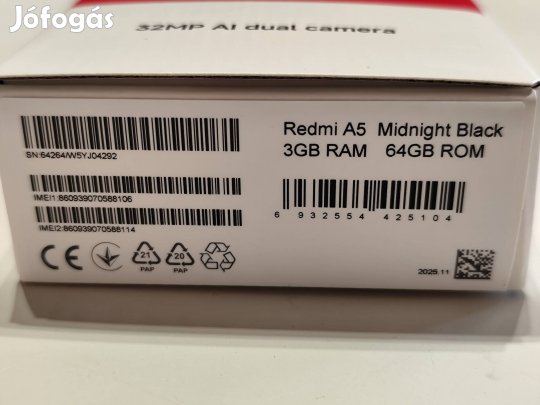 Jófogás
32MP AI dual camera
SN:64264/W5YJ04292
IMEI1:860939070588106
IMEI2:860939070588114
Redmi A5 Midnight Black
3GB RAM 64GB ROM
6 932554 425104
CE
21
PAP
20
PAP
2025.11